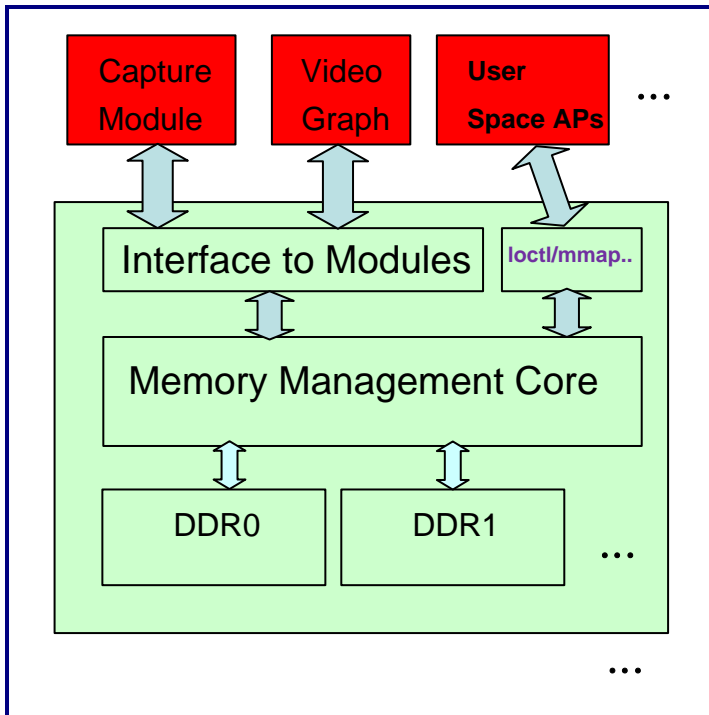 Capture
Module
Video
Graph
User
Space APs
...
Interface to Modules
Ioctl/mmap..
Memory Management Core
DDR0
DDR1
...
...